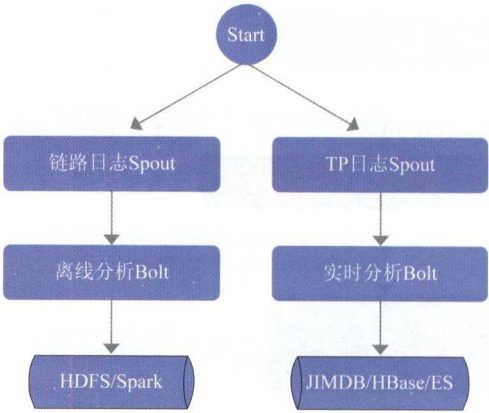 Start
链路日志Spout
TP日志Spout
离线分析Bolt
实时分析Bolt
HDFS/Spark
JIMDB/HBase/ES